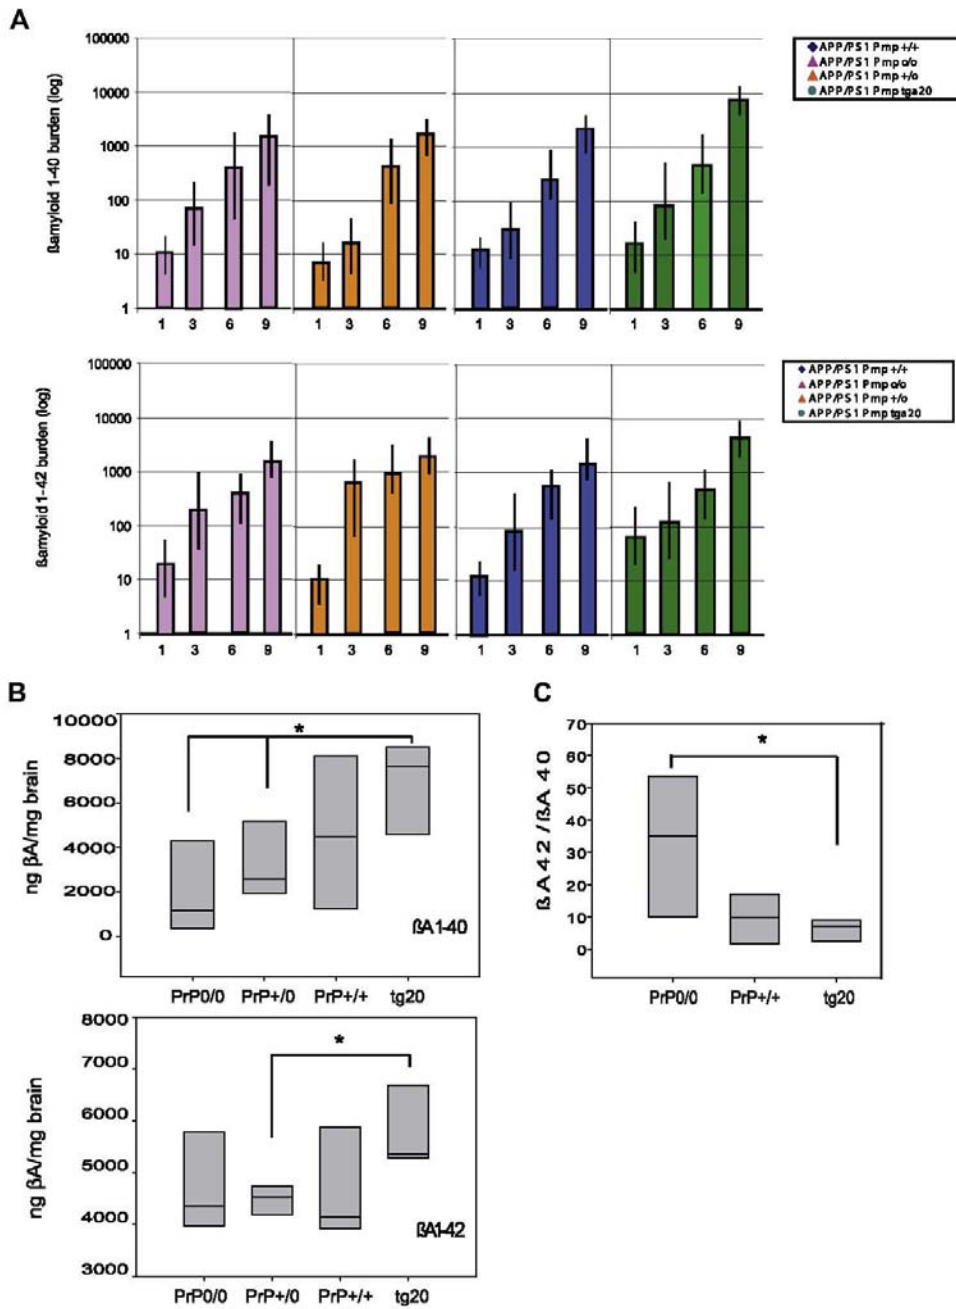 A
100000
10000
1000
100
10
1
ßamyloid 1-40 burden (log)
1 3 6 9 1 3 6 9 1 3 6 9 1 3 6 9
APP/PS1 Prnp +/+
APP/PS1 Prnp o/o
APP/PS1 Prnp +/o
APP/PS1 Prnp tga20
100000
10000
1000
100
10
1
ßamyloid 1-42 burden (log)
1 3 6 9 1 3 6 9 1 3 6 9 1 3 6 9
APP/PS1 Prnp +/+
APP/PS1 Prnp o/o
APP/PS1 Prnp +/o
APP/PS1 Prnp tga20
B
10000
8000
6000
4000
2000
0
ng βA/mg brain
*
ßA1-40
PrP0/0 PrP+/0 PrP+/+ tg20
8000
7000
6000
5000
4000
3000
ng βA/mg brain
*
ßA1-42
PrP0/0 PrP+/0 PrP+/+ tg20
C
70
60
50
40
30
20
10
0
ßA 42 / ßA 40
*
PrP0/0 PrP+/+ tg20